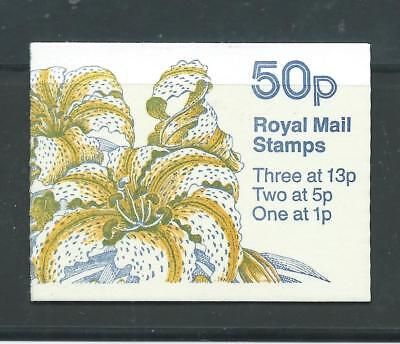 50p
Royal Mail
Stamps
Three at 13p
Two at 5p
One at 1p